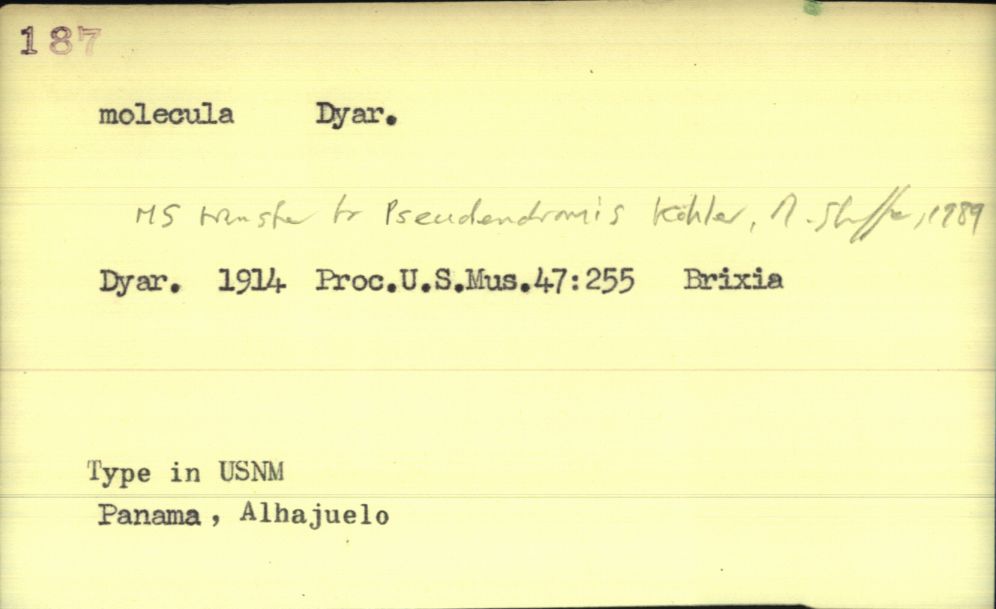 187
molecula Dyar.
MS transfer to Pseudendromis Köhler, M. Shaffer, 1989
Dyar. 1914 Proc.U.S.Mus.47:255 Brixia
Type in USNM
Panama, Alhajuelo